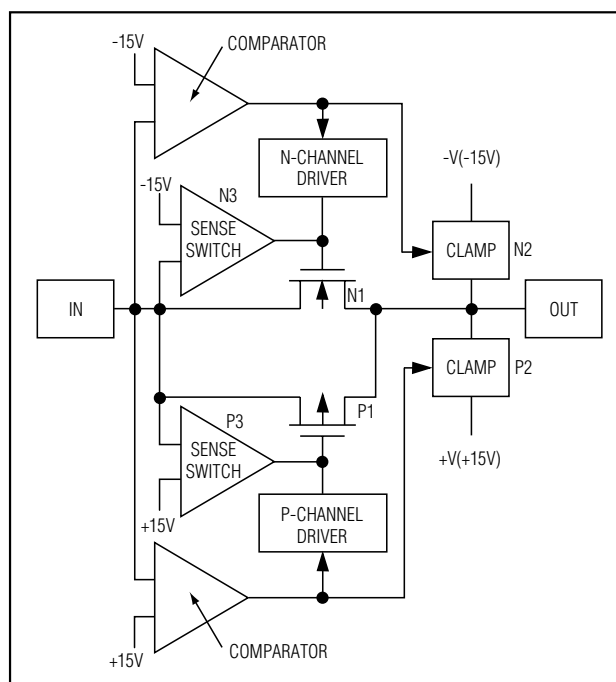 -15V
COMPARATOR
N-CHANNEL
DRIVER
-V(-15V)
-15V
N3
SENSE
SWITCH
CLAMP
N2
IN
N1
OUT
CLAMP
P2
P1
P3
SENSE
SWITCH
+V(+15V)
+15V
P-CHANNEL
DRIVER
+15V
COMPARATOR